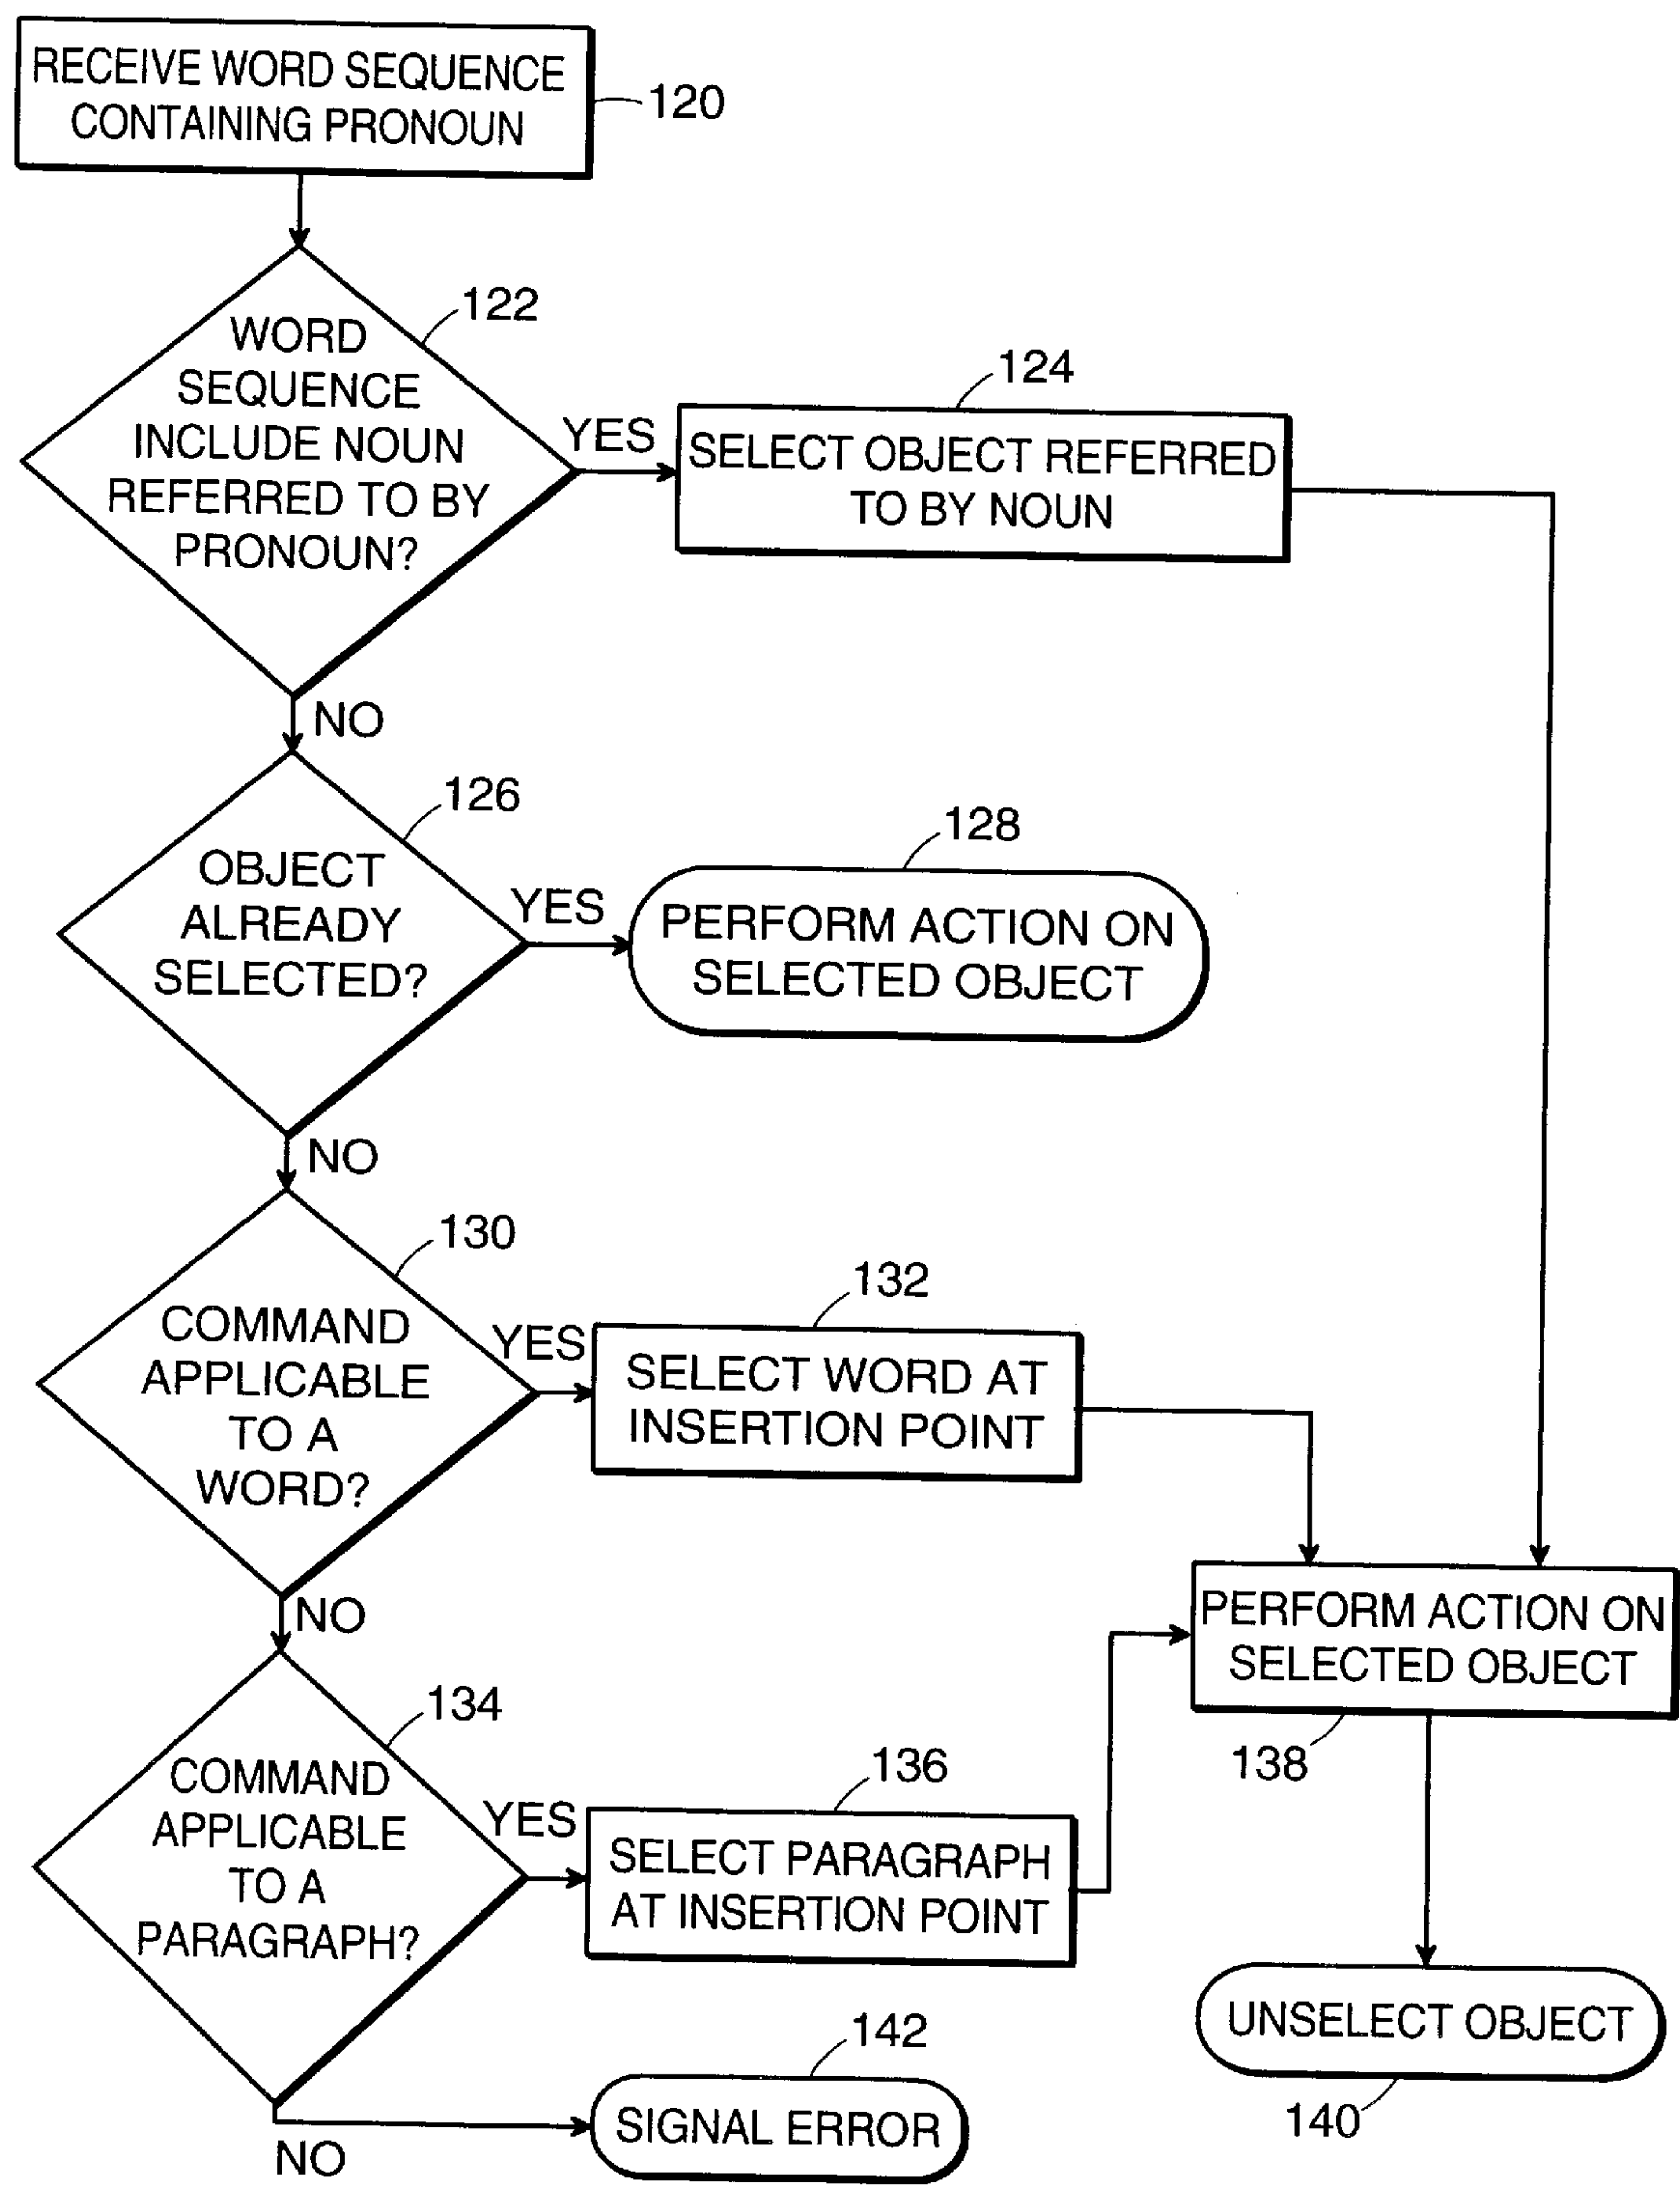 RECEIVE WORD SEQUENCE
CONTAINING PRONOUN
120
122
WORD
SEQUENCE
INCLUDE NOUN
REFERRED TO BY
PRONOUN?
YES
124
SELECT OBJECT REFERRED
TO BY NOUN
NO
126
OBJECT
ALREADY
SELECTED?
YES
128
PERFORM ACTION ON
SELECTED OBJECT
NO
130
COMMAND
APPLICABLE
TO A
WORD?
YES
132
SELECT WORD AT
INSERTION POINT
NO
134
COMMAND
APPLICABLE
TO A
PARAGRAPH?
YES
136
SELECT PARAGRAPH
AT INSERTION POINT
PERFORM ACTION ON
SELECTED OBJECT
138
UNSELECT OBJECT
140
NO
142
SIGNAL ERROR